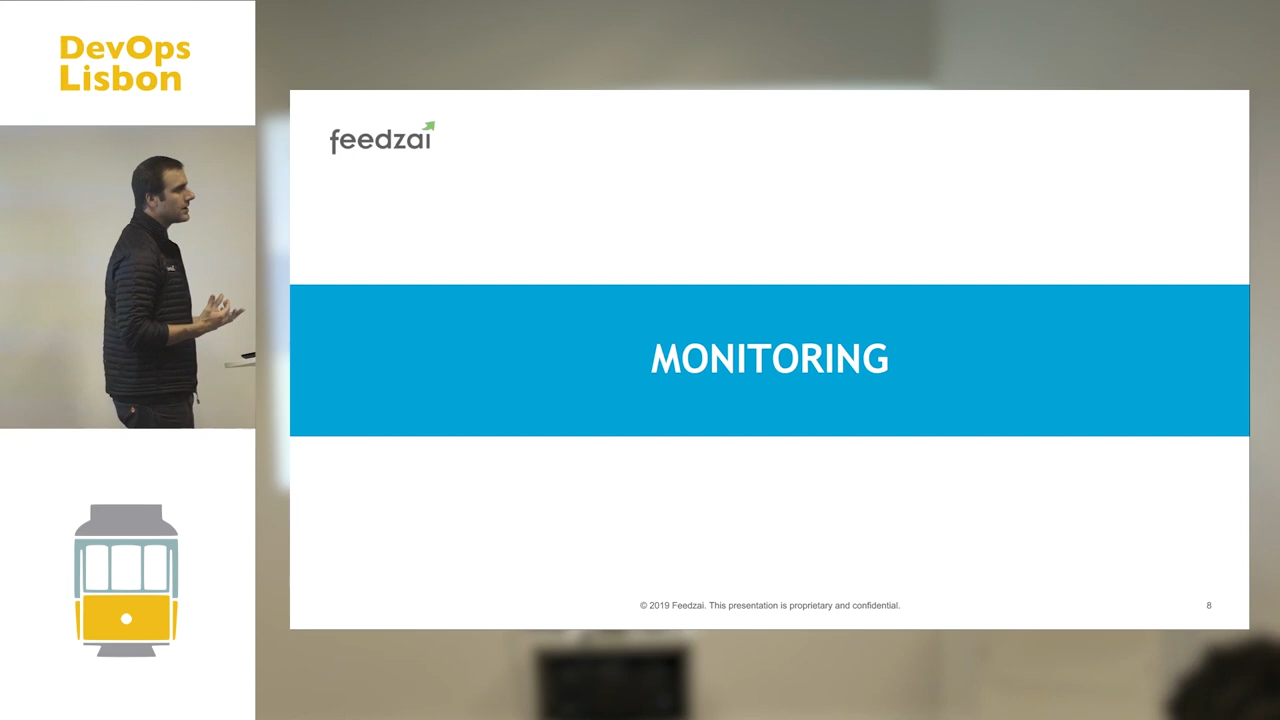 DevOps
Lisbon
feedzai
MONITORING
© 2019 Feedzai. This presentation is proprietary and confidential.
8